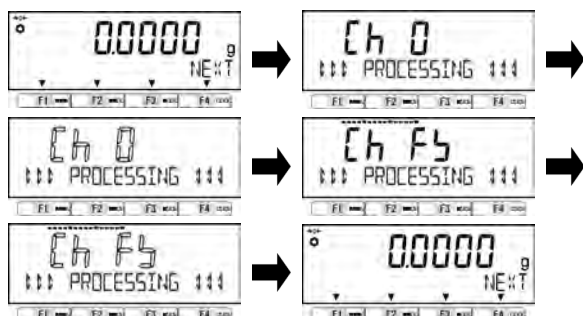 →0←
0.0000 g
NEXT
F1 F2 F3 F4
Ch 0
PROCESSING
F1 F2 F3 F4
Ch 0
PROCESSING
F1 F2 F3 F4
Ch FS
PROCESSING
F1 F2 F3 F4
Ch FS
PROCESSING
F1 F2 F3 F4
→0←
0.0000 g
NEXT
F1 F2 F3 F4